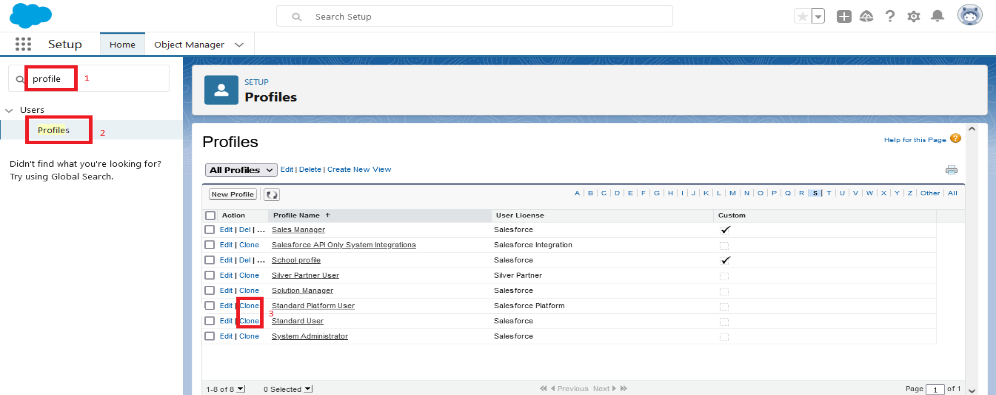 Search Setup
Setup Home Object Manager
profile 1
Users
Profiles 2
Didn't find what you're looking for?
Try using Global Search.
SETUP
Profiles
Profiles
Help for this Page
All Profiles Edit | Delete | Create New View
New Profile
A | B | C | D | E | F | G | H | I | J | K | L | M | N | O | P | Q | R | S | T | U | V | W | X | Y | Z | Other | All
Action Profile Name ↑ User License Custom
Edit | Del | ... Sales Manager Salesforce ✓
Edit | Clone Salesforce API Only System Integrations Salesforce Integration
Edit | Del | ... School profile Salesforce ✓
Edit | Clone Silver Partner User Silver Partner
Edit | Clone Solution Manager Salesforce
Edit | Clone Standard Platform User Salesforce Platform
3
Edit | Clone Standard User Salesforce
Edit | Clone System Administrator Salesforce
1-8 of 8 0 Selected Previous Next Page 1 of 1